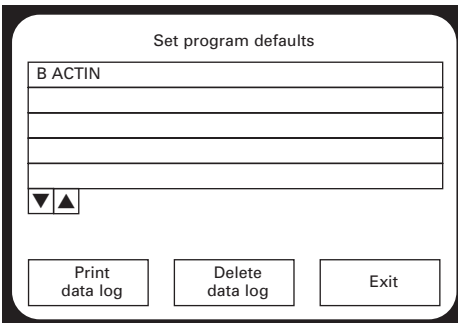 Set program defaults
B ACTIN
Print
data log
Delete
data log
Exit